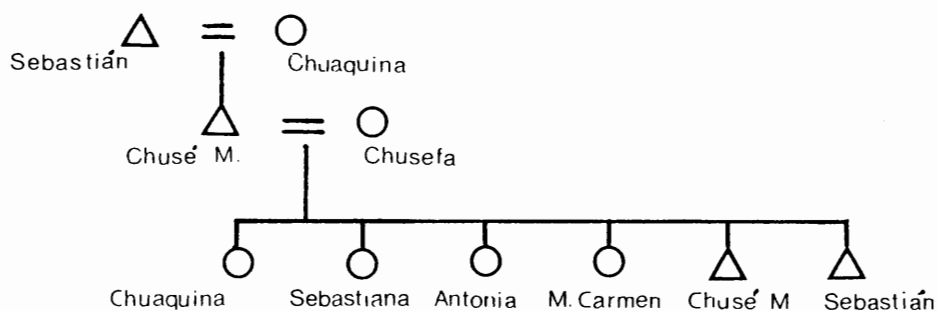 Sebastián Chuaquina
Chusé M. Chusefa
Chuaquina Sebastiana Antonia M. Carmen Chusé M Sebastián